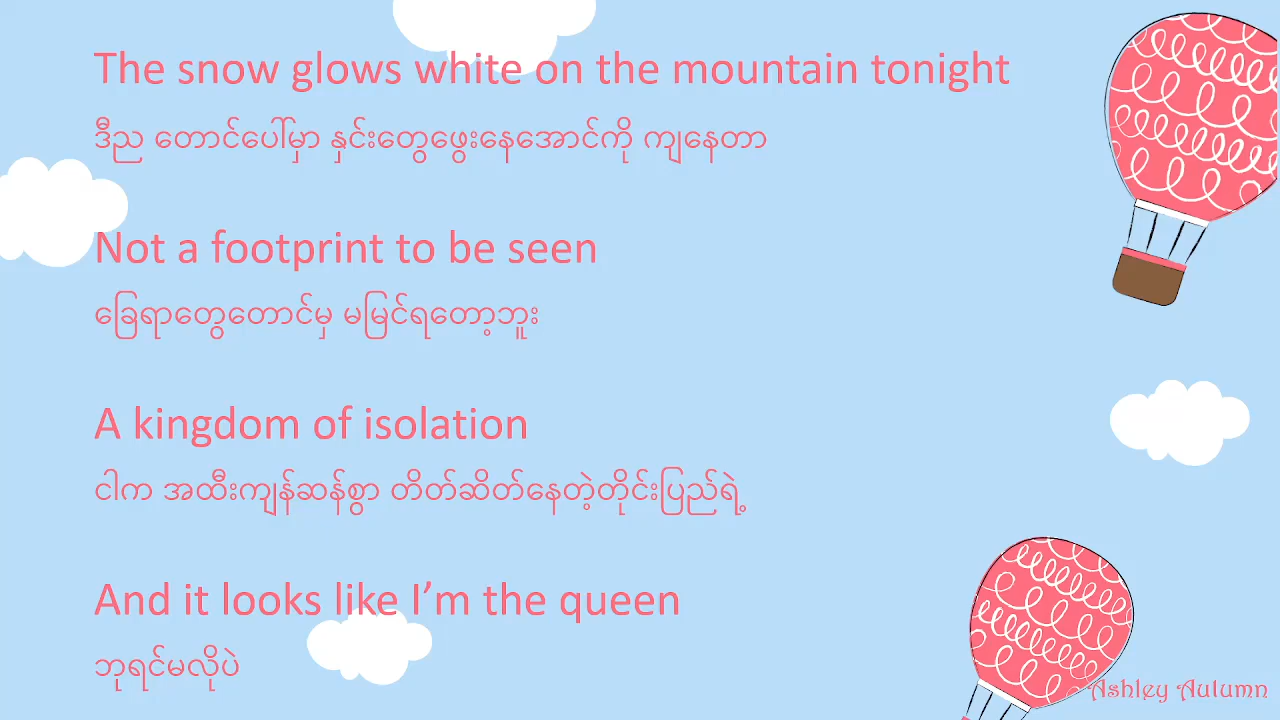 The snow glows white on the mountain tonight
ဒီည တောင်ပေါ်မှာ နှင်းတွေဖွေးနေအောင်ကို ကျနေတာ
Not a footprint to be seen
ခြေရာတွေတောင်မှ မမြင်ရတော့ဘူး
A kingdom of isolation
ငါက အထီးကျန်ဆန်စွာ တိတ်ဆိတ်နေတဲ့တိုင်းပြည်ရဲ့
And it looks like I’m the queen
ဘုရင်မလိုပဲ
Ashley Autumn